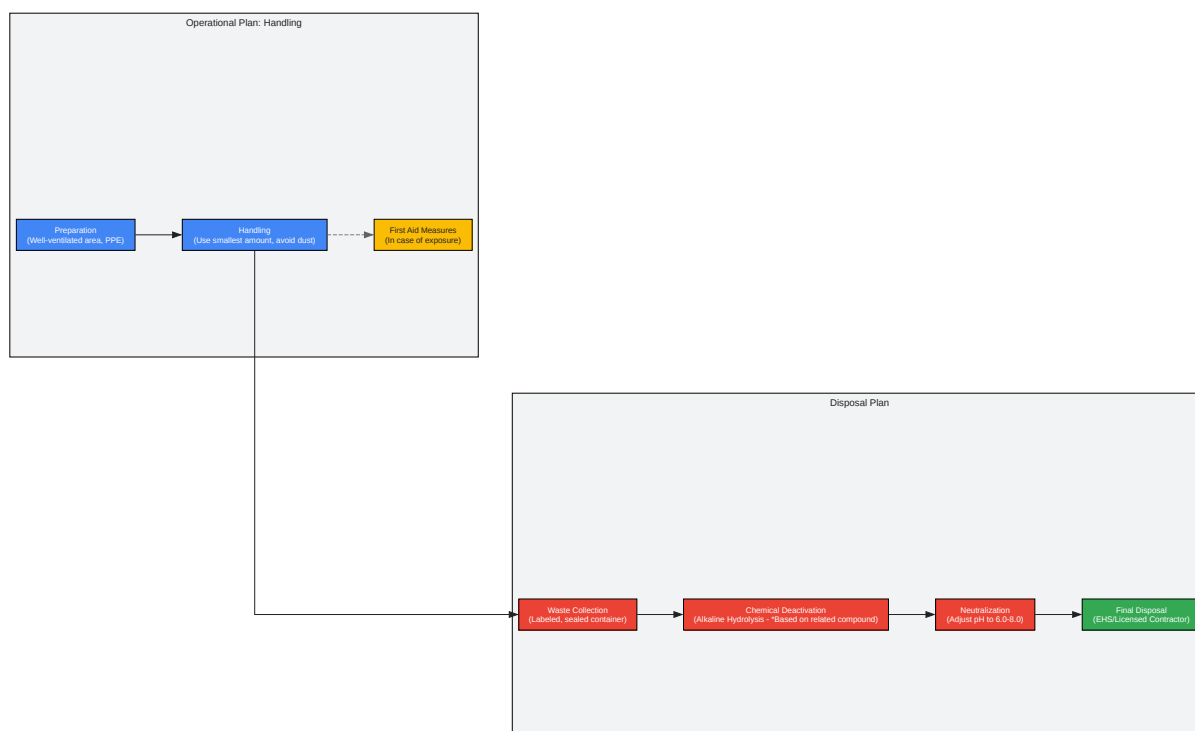 Operational Plan: Handling
Preparation
(Well-ventilated area, PPE)
Handling
(Use smallest amount, avoid dust)
First Aid Measures
(In case of exposure)
Disposal Plan
Waste Collection
(Labeled, sealed container)
Chemical Deactivation
(Alkaline Hydrolysis - *Based on related compound)
Neutralization
(Adjust pH to 6.0-8.0)
Final Disposal
(EHS/Licensed Contractor)